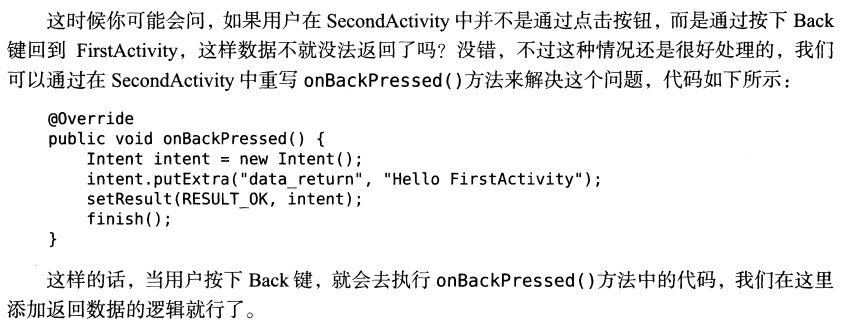 这时候你可能会问，如果用户在 SecondActivity 中并不是通过点击按钮，而是通过按下 Back
键回到 FirstActivity，这样数据不就没法返回了吗？没错，不过这种情况还是很好处理的，我们
可以通过在 SecondActivity 中重写 onBackPressed()方法来解决这个问题，代码如下所示：
@Override
public void onBackPressed() {
    Intent intent = new Intent();
    intent.putExtra("data_return", "Hello FirstActivity");
    setResult(RESULT_OK, intent);
    finish();
}
这样的话，当用户按下 Back 键，就会去执行 onBackPressed()方法中的代码，我们在这里
添加返回数据的逻辑就行了。